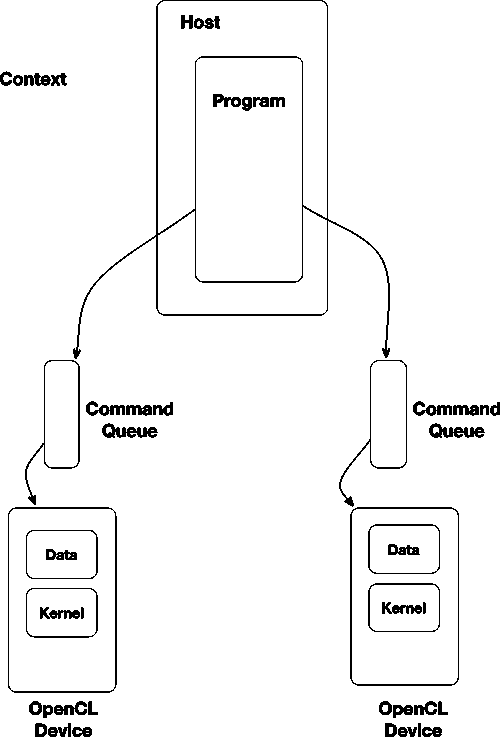 Host
Context
Program
Command
Queue
Command
Queue
Data
Kernel
OpenCL
Device
Data
Kernel
OpenCL
Device